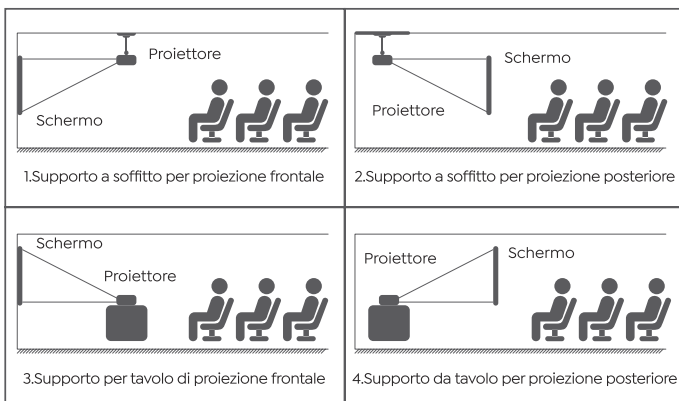 Proiettore
Schermo
1.Supporto a soffitto per proiezione frontale
Schermo
Proiettore
2.Supporto a soffitto per proiezione posteriore
Schermo
Proiettore
3.Supporto per tavolo di proiezione frontale
Proiettore
Schermo
4.Supporto da tavolo per proiezione posteriore